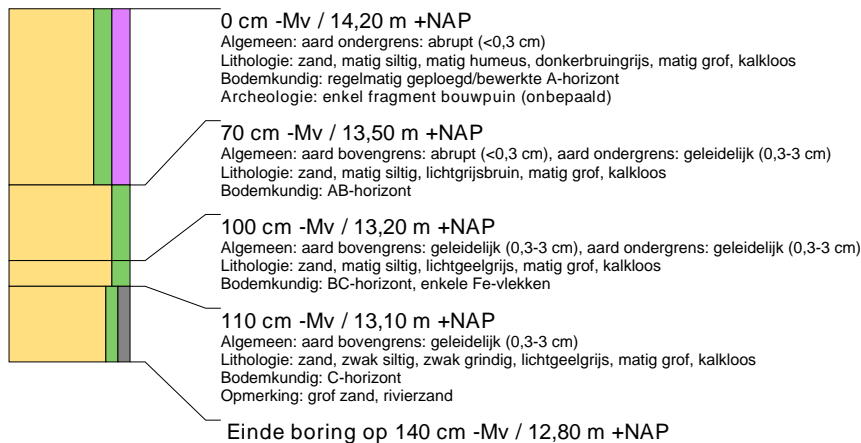 0 cm -Mv / 14,20 m +NAP
Algemeen: aard ondergrens: abrupt (<0,3 cm)
Lithologie: zand, matig siltig, matig humeus, donkerbruingrijs, matig grof, kalkloos
Bodemkundig: regelmatig geploegd/bewerkte A-horizont
Archeologie: enkel fragment bouwpuin (onbepaald)
70 cm -Mv / 13,50 m +NAP
Algemeen: aard bovengrens: abrupt (<0,3 cm), aard ondergrens: geleidelijk (0,3-3 cm)
Lithologie: zand, matig siltig, lichtgrijsbruin, matig grof, kalkloos
Bodemkundig: AB-horizont
100 cm -Mv / 13,20 m +NAP
Algemeen: aard bovengrens: geleidelijk (0,3-3 cm), aard ondergrens: geleidelijk (0,3-3 cm)
Lithologie: zand, matig siltig, lichtgeelgrijs, matig grof, kalkloos
Bodemkundig: BC-horizont, enkele Fe-vlekken
110 cm -Mv / 13,10 m +NAP
Algemeen: aard bovengrens: geleidelijk (0,3-3 cm)
Lithologie: zand, zwak siltig, zwak grindig, lichtgeelgrijs, matig grof, kalkloos
Bodemkundig: C-horizont
Opmerking: grof zand, rivierzand
Einde boring op 140 cm -Mv / 12,80 m +NAP